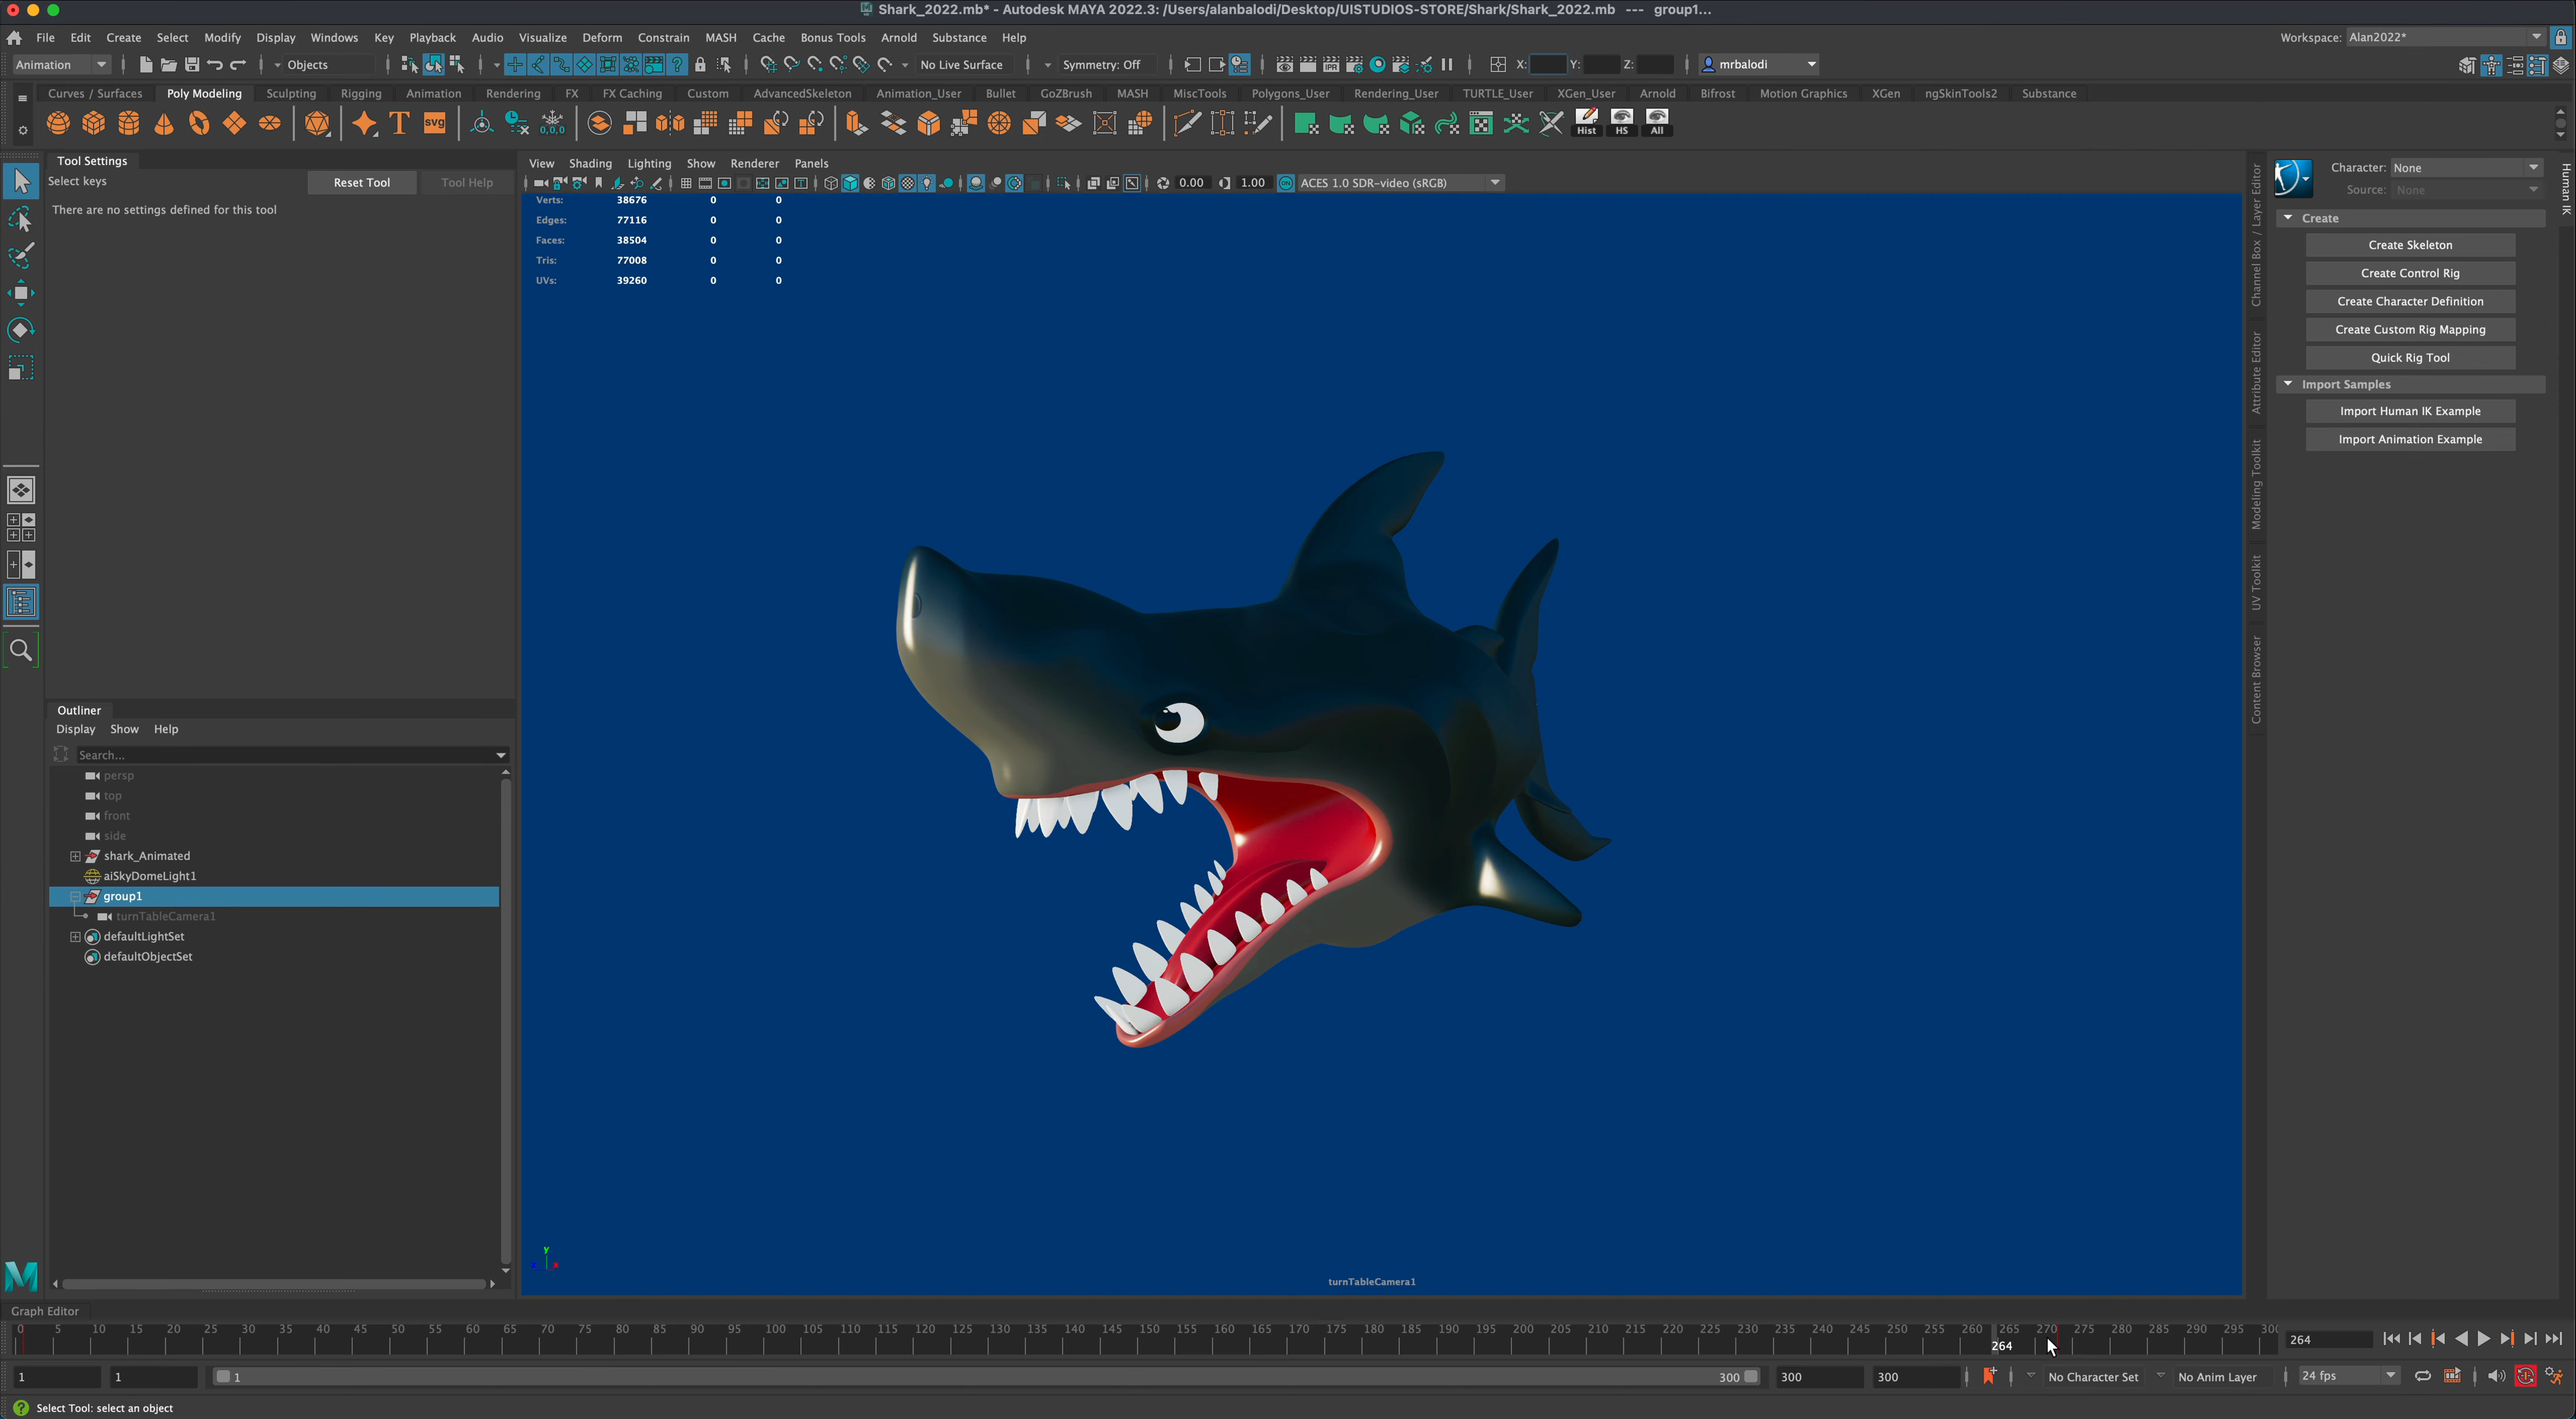 Shark_2022.mb* - Autodesk MAYA 2022.3: /Users/alanbalodi/Desktop/UISTUDIOS-STORE/Shark/Shark_2022.mb --- group1...
File Edit Create Select Modify Display Windows Key Playback Audio Visualize Deform Constrain MASH Cache Bonus Tools Arnold Substance Help
Workspace: Alan2022*
Animation Objects No Live Surface Symmetry: Off IPR X: Y: Z: mrbalodi
Curves / Surfaces Poly Modeling Sculpting Rigging Animation Rendering FX FX Caching Custom AdvancedSkeleton Animation_User Bullet GoZBrush MASH MiscTools Polygons_User Rendering_User TURTLE_User XGen_User Arnold Bifrost Motion Graphics XGen ngSkinTools2 Substance
T svg 0,0,0 Hist HS All
Tool Settings
Select keys Reset Tool Tool Help
There are no settings defined for this tool
View Shading Lighting Show Renderer Panels
0.00 1.00 ON ACES 1.0 SDR-video (sRGB)
Verts: 38676 0 0
Edges: 77116 0 0
Faces: 38504 0 0
Tris: 77008 0 0
UVs: 39260 0 0
turnTableCamera1
y
Outliner
Display Show Help
Search...
persp
top
front
side
shark_Animated
aiSkyDomeLight1
group1
turnTableCamera1
defaultLightSet
defaultObjectSet
Channel Box / Layer Editor
Attribute Editor
Modeling Toolkit
UV Toolkit
Content Browser
Human IK
Character: None
Source: None
Create
Create Skeleton
Create Control Rig
Create Character Definition
Create Custom Rig Mapping
Quick Rig Tool
Import Samples
Import Human IK Example
Import Animation Example
Graph Editor
0 5 10 15 20 25 30 35 40 45 50 55 60 65 70 75 80 85 90 95 100 105 110 115 120 125 130 135 140 145 150 155 160 165 170 175 180 185 190 195 200 205 210 215 220 225 230 235 240 245 250 255 260 265 270 275 280 285 290 295 300
264 264
1 1 1 300 300 300 No Character Set No Anim Layer 24 fps
Select Tool: select an object